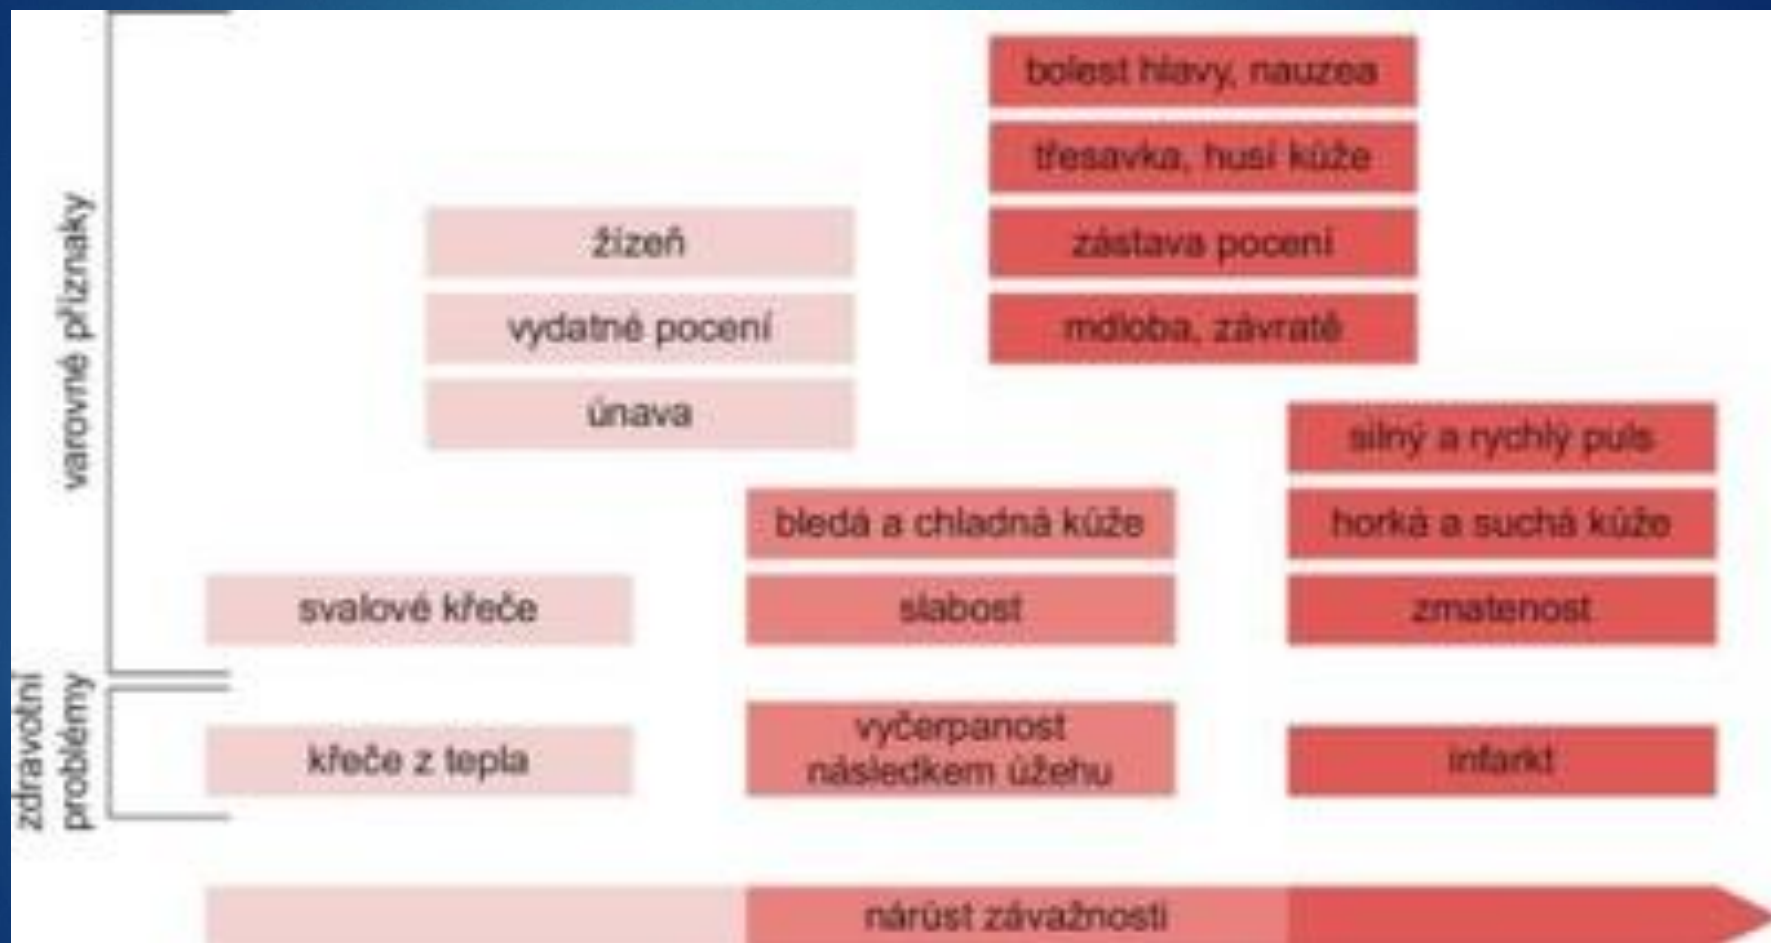 bolest hlavy, nauzea
třesavka, husí kůže
žízeň
zástava pocení
vydatné pocení
mdloba, závratě
únava
silný a rychlý puls
bledá a chladná kůže
horká a suchá kůže
svalové křeče
slabost
zmatenost
varovné příznaky
křeče z tepla
vyčerpanost
následkem úžehu
infarkt
zdravotní
problémy
nárůst závažnosti